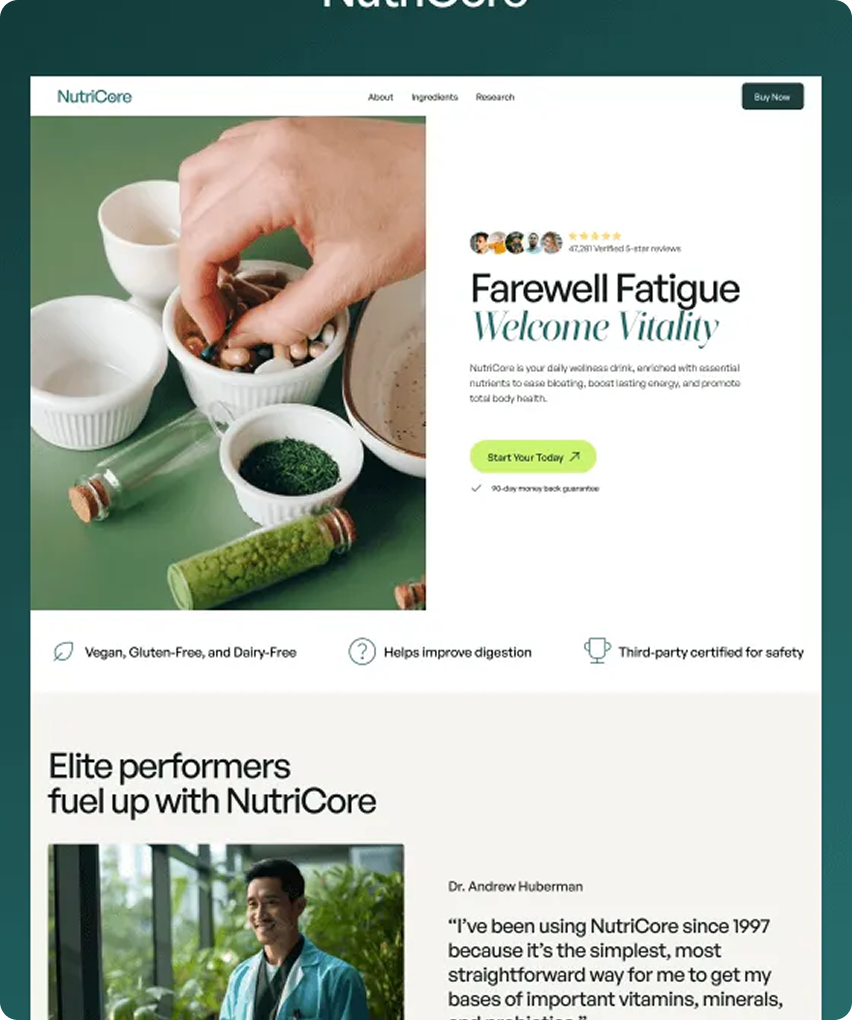 NutriCore
NutriCore
About Ingredients Research
Buy Now
47,281 Verified 5-star reviews
Farewell Fatigue
Welcome Vitality
NutriCore is your daily wellness drink, enriched with essential
nutrients to ease bloating, boost lasting energy, and promote
total body health.
Start Your Today
90-day money back guarantee
Vegan, Gluten-Free, and Dairy-Free
Helps improve digestion
Third-party certified for safety
Elite performers
fuel up with NutriCore
Dr. Andrew Huberman
“I’ve been using NutriCore since 1997
because it’s the simplest, most
straightforward way for me to get my
bases of important vitamins, minerals,
and probiotics.”